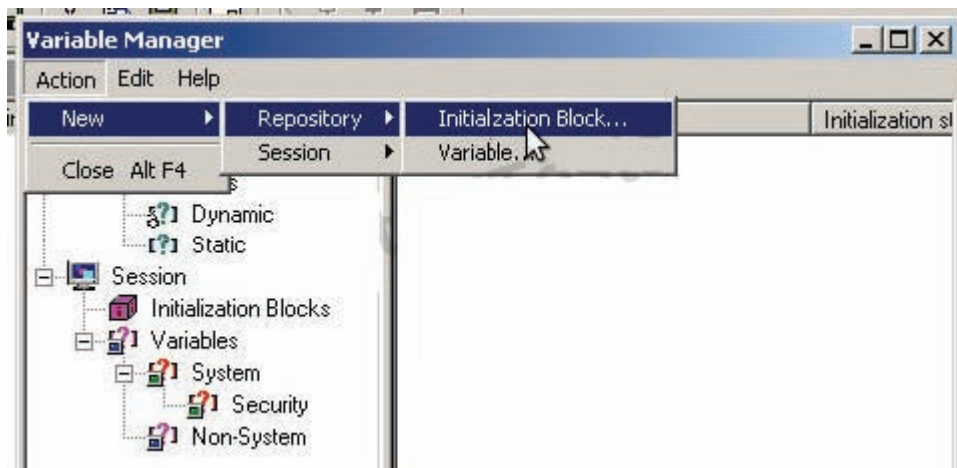 Variable Manager
Action Edit Help
New Repository Initialzation Block...
Session Variable...
Close Alt F4
Initialization
Dynamic
Static
Session
Initialization Blocks
Variables
System
Security
Non-System